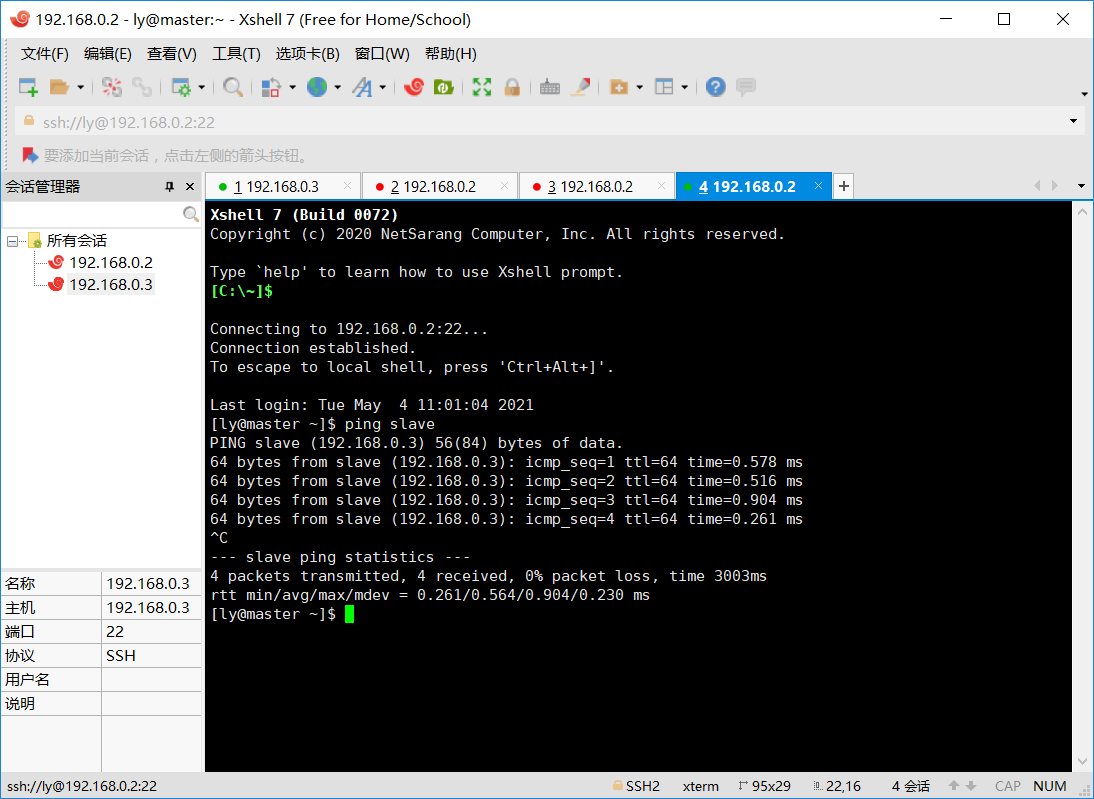 192.168.0.2 - ly@master:~ - Xshell 7 (Free for Home/School)
文件(F) 编辑(E) 查看(V) 工具(T) 选项卡(B) 窗口(W) 帮助(H)
ssh://ly@192.168.0.2:22
要添加当前会话，点击左侧的箭头按钮。
会话管理器
1 192.168.0.3
2 192.168.0.2
3 192.168.0.2
4 192.168.0.2
所有会话
192.168.0.2
192.168.0.3
名称 192.168.0.3
主机 192.168.0.3
端口 22
协议 SSH
用户名
说明
Xshell 7 (Build 0072)
Copyright (c) 2020 NetSarang Computer, Inc. All rights reserved.
Type `help' to learn how to use Xshell prompt.
[C:\~]$
Connecting to 192.168.0.2:22...
Connection established.
To escape to local shell, press 'Ctrl+Alt+]'.
Last login: Tue May  4 11:01:04 2021
[ly@master ~]$ ping slave
PING slave (192.168.0.3) 56(84) bytes of data.
64 bytes from slave (192.168.0.3): icmp_seq=1 ttl=64 time=0.578 ms
64 bytes from slave (192.168.0.3): icmp_seq=2 ttl=64 time=0.516 ms
64 bytes from slave (192.168.0.3): icmp_seq=3 ttl=64 time=0.904 ms
64 bytes from slave (192.168.0.3): icmp_seq=4 ttl=64 time=0.261 ms
^C
--- slave ping statistics ---
4 packets transmitted, 4 received, 0% packet loss, time 3003ms
rtt min/avg/max/mdev = 0.261/0.564/0.904/0.230 ms
[ly@master ~]$
ssh://ly@192.168.0.2:22 SSH2 xterm 95x29 22,16 4 会话 CAP NUM